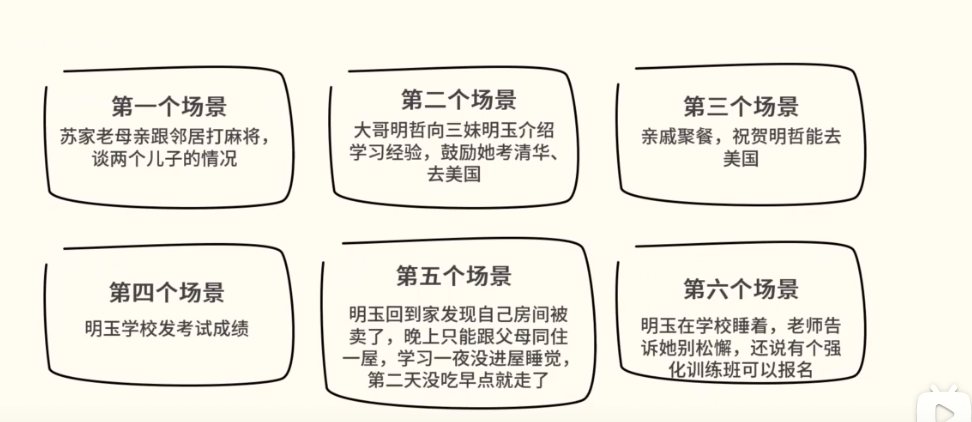 第一个场景
苏家老母亲跟邻居打麻将，
谈两个儿子的情况
第二个场景
大哥明哲向三妹明玉介绍
学习经验，鼓励她考清华、
去美国
第三个场景
亲戚聚餐，祝贺明哲能去
美国
第四个场景
明玉学校发考试成绩
第五个场景
明玉回到家发现自己房间被
卖了，晚上只能跟父母同住
一屋，学习一夜没进屋睡觉，
第二天没吃早点就走了
第六个场景
明玉在学校睡着，老师告
诉她别松懈，还说有个强
化训练班可以报名